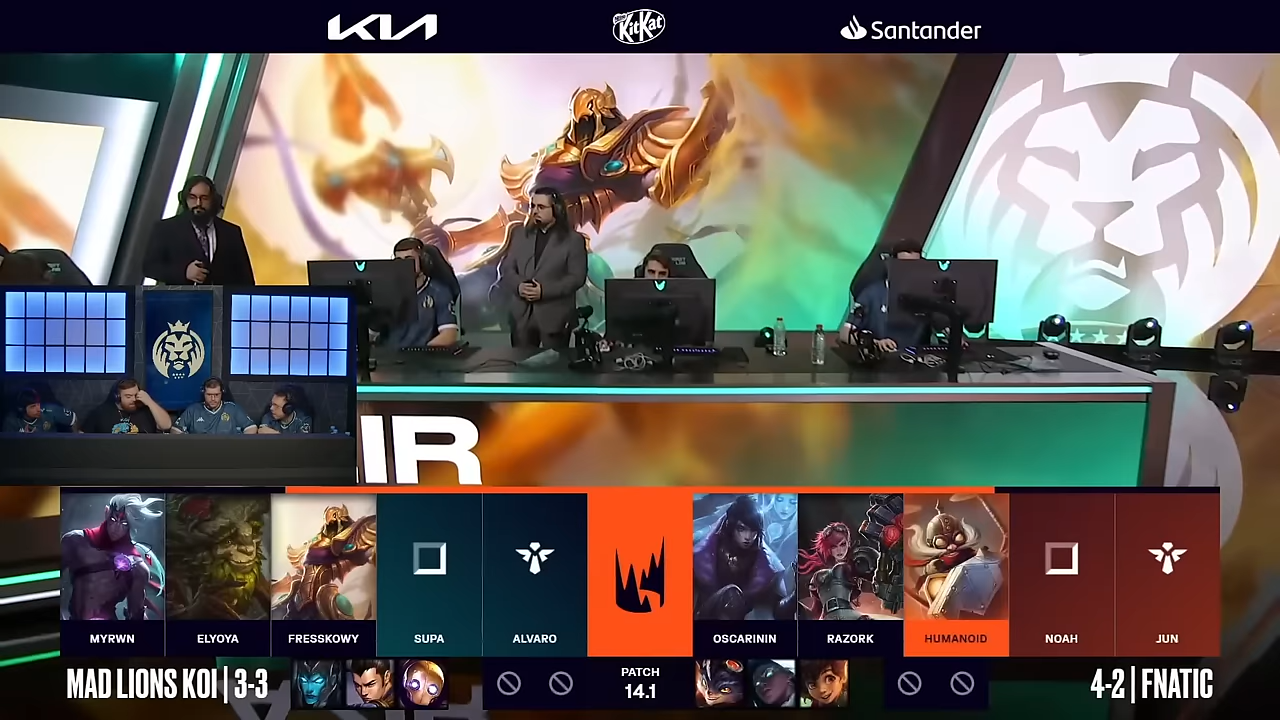 KIA
Nestlé
KitKat
Santander
IR
MYRWN
ELYOYA
FRESSKOWY
SUPA
ALVARO
OSCARININ
RAZORK
HUMANOID
NOAH
JUN
MAD LIONS KOI | 3-3
PATCH
14.1
4-2 | FNATIC